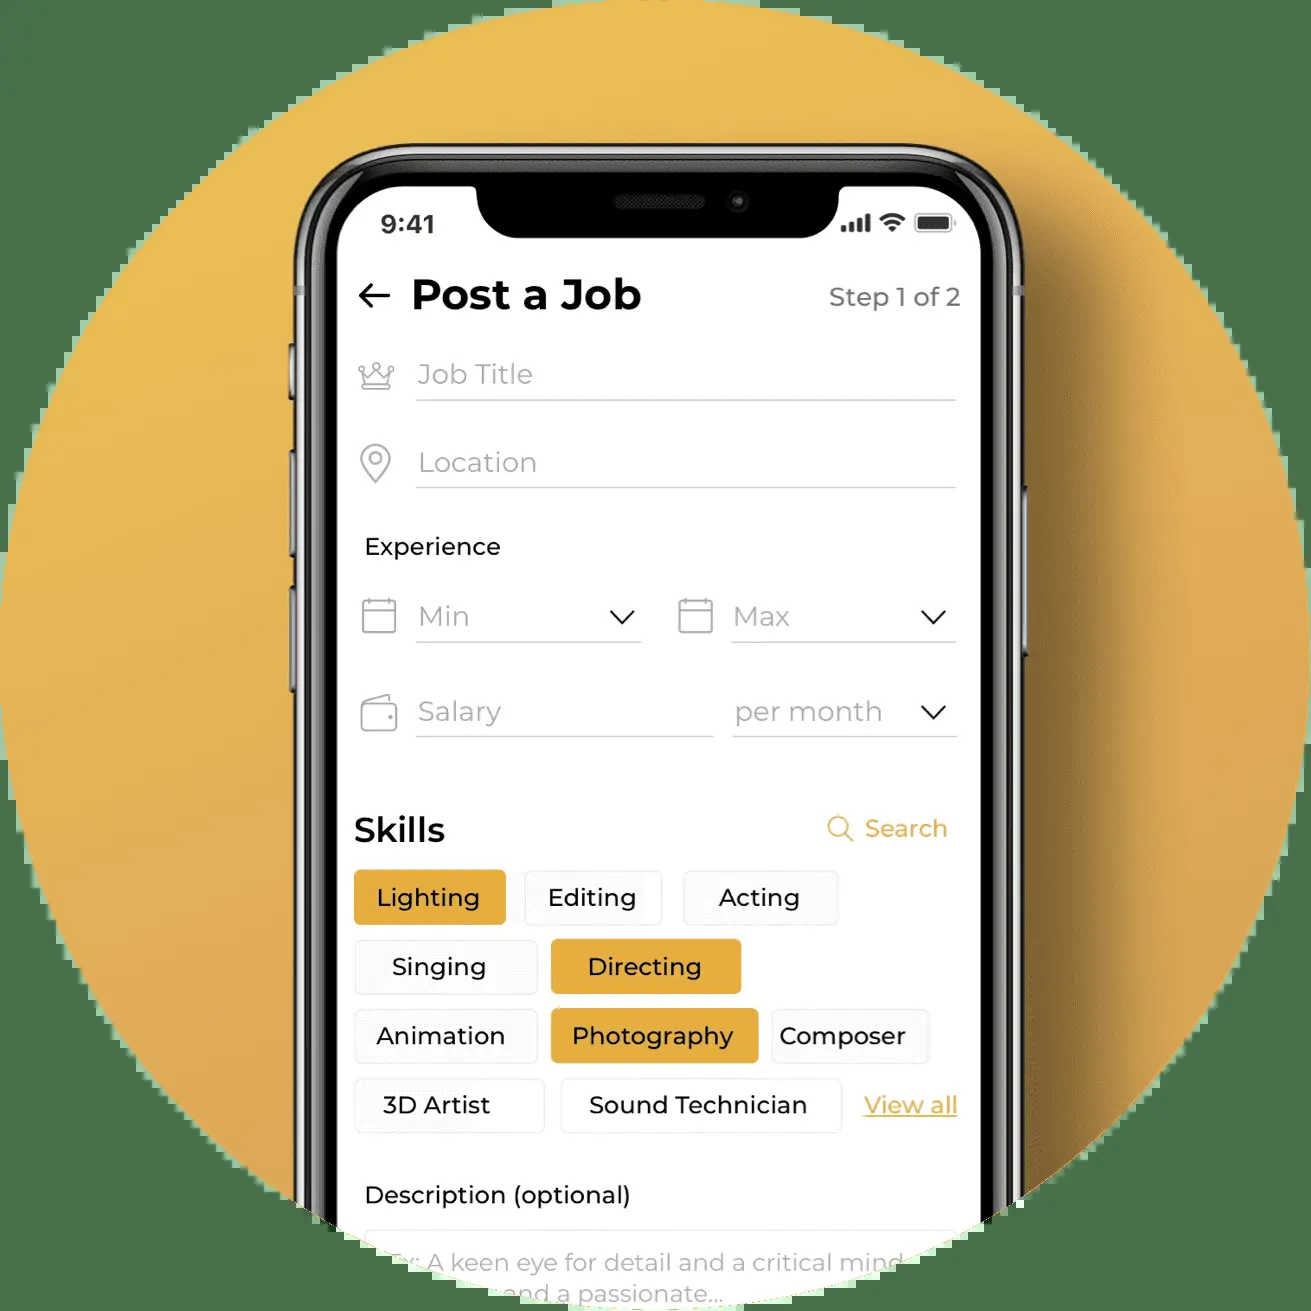 9:41
Post a Job
Step 1 of 2
Job Title
Location
Experience
Min Max
Salary per month
Skills Search
Lighting Editing Acting
Singing Directing
Animation Photography Composer
3D Artist Sound Technician View all
Description (optional)
A keen eye for detail and a critical mind
and a passionate...